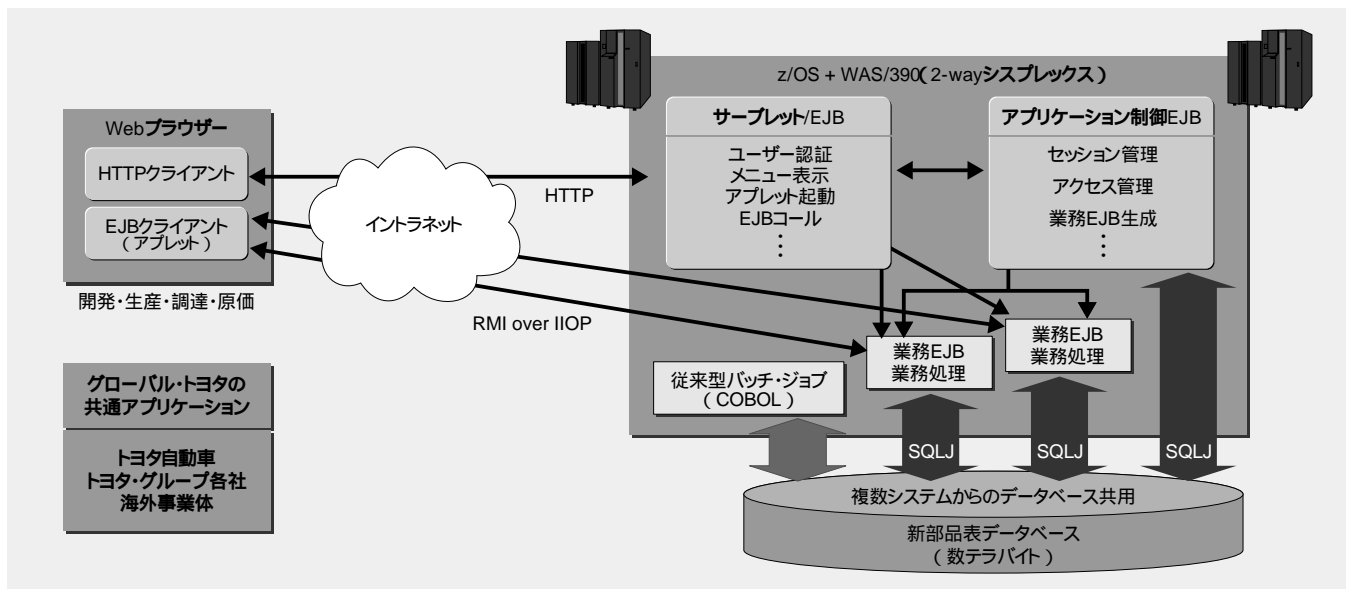 z/OS + WAS/390(2-wayシスプレックス)
Webブラウザー
HTTPクライアント
EJBクライアント
(アプレット)
開発・生産・調達・原価
イントラネット
HTTP
RMI over IIOP
サーブレット/EJB
ユーザー認証
メニュー表示
アプレット起動
EJBコール
⋮
アプリケーション制御EJB
セッション管理
アクセス管理
業務EJB生成
⋮
業務EJB
業務処理
業務EJB
業務処理
従来型バッチ・ジョブ
(COBOL)
グローバル・トヨタの
共通アプリケーション
トヨタ自動車
トヨタ・グループ各社
海外事業体
SQLJ
SQLJ
SQLJ
複数システムからのデータベース共用
新部品表データベース
(数テラバイト)